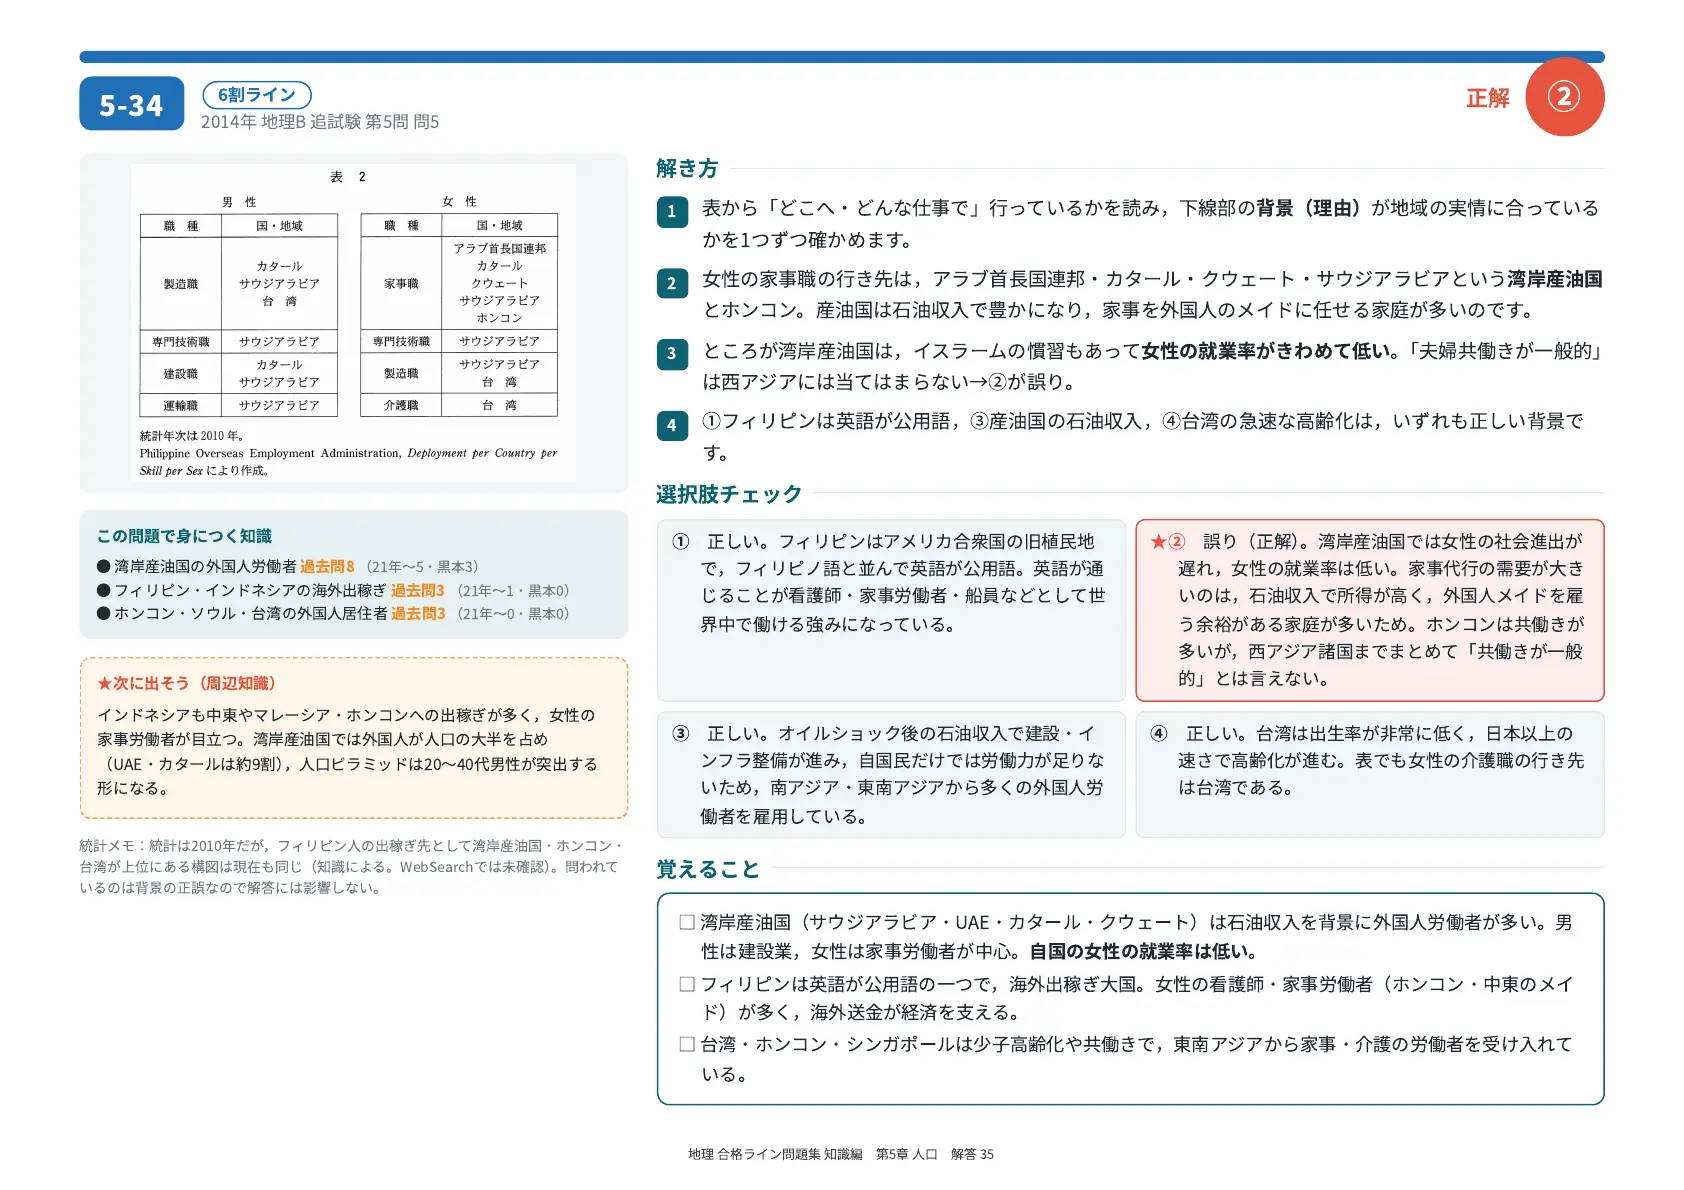 5-34
6割ライン
2014年 地理B 追試験 第5問 問5
正解 ②
表 2
男 性
職 種 国・地域
製造職 カタール
サウジアラビア
台 湾
専門技術職 サウジアラビア
建設職 カタール
サウジアラビア
運輸職 サウジアラビア
女 性
職 種 国・地域
家事職 アラブ首長国連邦
カタール
クウェート
サウジアラビア
ホンコン
専門技術職 サウジアラビア
製造職 サウジアラビア
台 湾
介護職 台 湾
統計年次は 2010 年。
Philippine Overseas Employment Administration, Deployment per Country per
Skill per Sex により作成。
この問題で身につく知識
● 湾岸産油国の外国人労働者 過去問8 （21年〜5・黒本3）
● フィリピン・インドネシアの海外出稼ぎ 過去問3 （21年〜1・黒本0）
● ホンコン・ソウル・台湾の外国人居住者 過去問3 （21年〜0・黒本0）
★次に出そう（周辺知識）
インドネシアも中東やマレーシア・ホンコンへの出稼ぎが多く，女性の
家事労働者が目立つ。湾岸産油国では外国人が人口の大半を占め
（UAE・カタールは約9割），人口ピラミッドは20〜40代男性が突出する
形になる。
統計メモ：統計は2010年だが，フィリピン人の出稼ぎ先として湾岸産油国・ホンコン・
台湾が上位にある構図は現在も同じ（知識による。WebSearchでは未確認）。問われて
いるのは背景の正誤なので解答には影響しない。
解き方
1 表から「どこへ・どんな仕事で」行っているかを読み，下線部の背景（理由）が地域の実情に合っている
かを1つずつ確かめます。
2 女性の家事職の行き先は，アラブ首長国連邦・カタール・クウェート・サウジアラビアという湾岸産油国
とホンコン。産油国は石油収入で豊かになり，家事を外国人のメイドに任せる家庭が多いのです。
3 ところが湾岸産油国は，イスラームの慣習もあって女性の就業率がきわめて低い。「夫婦共働きが一般的」
は西アジアには当てはまらない→②が誤り。
4 ①フィリピンは英語が公用語，③産油国の石油収入，④台湾の急速な高齢化は，いずれも正しい背景で
す。
選択肢チェック
① 正しい。フィリピンはアメリカ合衆国の旧植民地
で，フィリピノ語と並んで英語が公用語。英語が通
じることが看護師・家事労働者・船員などとして世
界中で働ける強みになっている。
★② 誤り（正解）。湾岸産油国では女性の社会進出が
遅れ，女性の就業率は低い。家事代行の需要が大き
いのは，石油収入で所得が高く，外国人メイドを雇
う余裕がある家庭が多いため。ホンコンは共働きが
多いが，西アジア諸国までまとめて「共働きが一般
的」とは言えない。
③ 正しい。オイルショック後の石油収入で建設・イ
ンフラ整備が進み，自国民だけでは労働力が足りな
いため，南アジア・東南アジアから多くの外国人労
働者を雇用している。
④ 正しい。台湾は出生率が非常に低く，日本以上の
速さで高齢化が進む。表でも女性の介護職の行き先
は台湾である。
覚えること
□ 湾岸産油国（サウジアラビア・UAE・カタール・クウェート）は石油収入を背景に外国人労働者が多い。男
性は建設業，女性は家事労働者が中心。自国の女性の就業率は低い。
□ フィリピンは英語が公用語の一つで，海外出稼ぎ大国。女性の看護師・家事労働者（ホンコン・中東のメイ
ド）が多く，海外送金が経済を支える。
□ 台湾・ホンコン・シンガポールは少子高齢化や共働きで，東南アジアから家事・介護の労働者を受け入れて
いる。
地理 合格ライン問題集 知識編 第5章 人口 解答 35